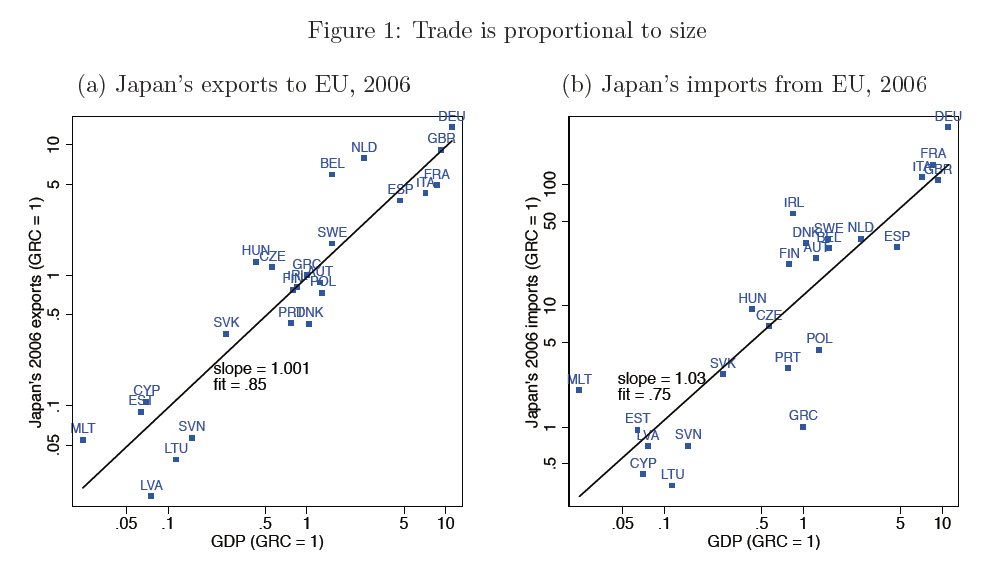 Figure 1: Trade is proportional to size
(a) Japan's exports to EU, 2006
Japan's 2006 exports (GRC = 1)
10
5
1
.5
.1
.05
DEU
GBR
NLD
BEL
FRA
ITA
ESP
SWE
HUN
CZE
GRC
IRL
AUT
FIN
POL
PRT
DNK
SVK
slope = 1.001
fit = .85
CYP
EST
MLT
SVN
LTU
LVA
.05 .1 .5 1 5 10
GDP (GRC = 1)
(b) Japan's imports from EU, 2006
Japan's 2006 imports (GRC = 1)
100
50
10
5
1
.5
DEU
FRA
ITA
GBR
IRL
DNK
SWE
BEL
NLD
ESP
AUT
FIN
HUN
CZE
POL
PRT
SVK
MLT
slope = 1.03
fit = .75
GRC
EST
LVA
SVN
CYP
LTU
.05 .1 .5 1 5 10
GDP (GRC = 1)